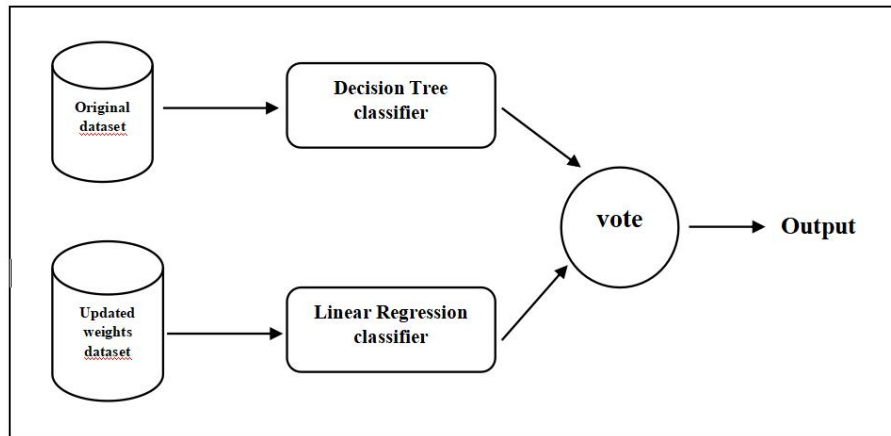 Original
dataset
Decision Tree
classifier
vote
Output
Updated
weights
dataset
Linear Regression
classifier